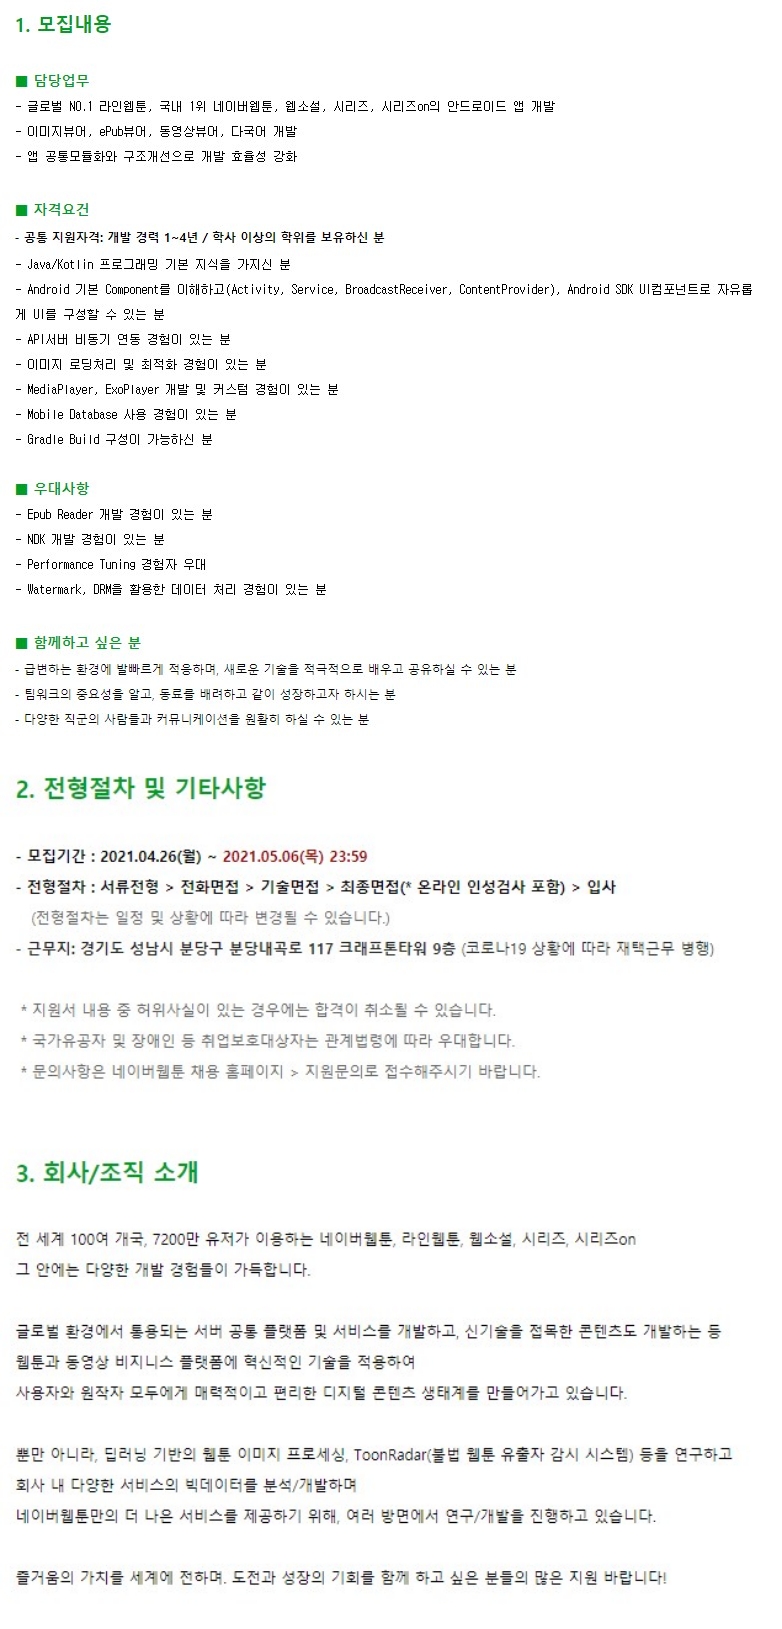 1. 모집내용
■ 담당업무
- 글로벌 NO.1 라인웹툰, 국내 1위 네이버웹툰, 웹소설, 시리즈, 시리즈on의 안드로이드 앱 개발
- 이미지뷰어, ePub뷰어, 동영상뷰어, 다국어 개발
- 앱 공통모듈화와 구조개선으로 개발 효율성 강화
■ 자격요건
- 공통 지원자격: 개발 경력 1~4년 / 학사 이상의 학위를 보유하신 분
- Java/Kotlin 프로그래밍 기본 지식을 가지신 분
- Android 기본 Component를 이해하고(Activity, Service, BroadcastReceiver, ContentProvider), Android SDK UI컴포넌트로 자유롭
게 UI를 구성할 수 있는 분
- API서버 비동기 연동 경험이 있는 분
- 이미지 로딩처리 및 최적화 경험이 있는 분
- MediaPlayer, ExoPlayer 개발 및 커스텀 경험이 있는 분
- Mobile Database 사용 경험이 있는 분
- Gradle Build 구성이 가능하신 분
■ 우대사항
- Epub Reader 개발 경험이 있는 분
- NDK 개발 경험이 있는 분
- Performance Tuning 경험자 우대
- Watermark, DRM을 활용한 데이터 처리 경험이 있는 분
■ 함께하고 싶은 분
- 급변하는 환경에 발빠르게 적응하며, 새로운 기술을 적극적으로 배우고 공유하실 수 있는 분
- 팀워크의 중요성을 알고, 동료를 배려하고 같이 성장하고자 하시는 분
- 다양한 직군의 사람들과 커뮤니케이션을 원활히 하실 수 있는 분
2. 전형절차 및 기타사항
- 모집기간 : 2021.04.26(월) ~ 2021.05.06(목) 23:59
- 전형절차 : 서류전형 > 전화면접 > 기술면접 > 최종면접(* 온라인 인성검사 포함) > 입사
(전형절차는 일정 및 상황에 따라 변경될 수 있습니다.)
- 근무지: 경기도 성남시 분당구 분당내곡로 117 크래프톤타워 9층 (코로나19 상황에 따라 재택근무 병행)
* 지원서 내용 중 허위사실이 있는 경우에는 합격이 취소될 수 있습니다.
* 국가유공자 및 장애인 등 취업보호대상자는 관계법령에 따라 우대합니다.
* 문의사항은 네이버웹툰 채용 홈페이지 > 지원문의로 접수해주시기 바랍니다.
3. 회사/조직 소개
전 세계 100여 개국, 7200만 유저가 이용하는 네이버웹툰, 라인웹툰, 웹소설, 시리즈, 시리즈on
그 안에는 다양한 개발 경험들이 가득합니다.
글로벌 환경에서 통용되는 서버 공통 플랫폼 및 서비스를 개발하고, 신기술을 접목한 콘텐츠도 개발하는 등
웹툰과 동영상 비지니스 플랫폼에 혁신적인 기술을 적용하여
사용자와 원작자 모두에게 매력적이고 편리한 디지털 콘텐츠 생태계를 만들어가고 있습니다.
뿐만 아니라, 딥러닝 기반의 웹툰 이미지 프로세싱, ToonRadar(불법 웹툰 유출자 감시 시스템) 등을 연구하고
회사 내 다양한 서비스의 빅데이터를 분석/개발하며
네이버웹툰만의 더 나은 서비스를 제공하기 위해, 여러 방면에서 연구/개발을 진행하고 있습니다.
즐거움의 가치를 세계에 전하며. 도전과 성장의 기회를 함께 하고 싶은 분들의 많은 지원 바랍니다!